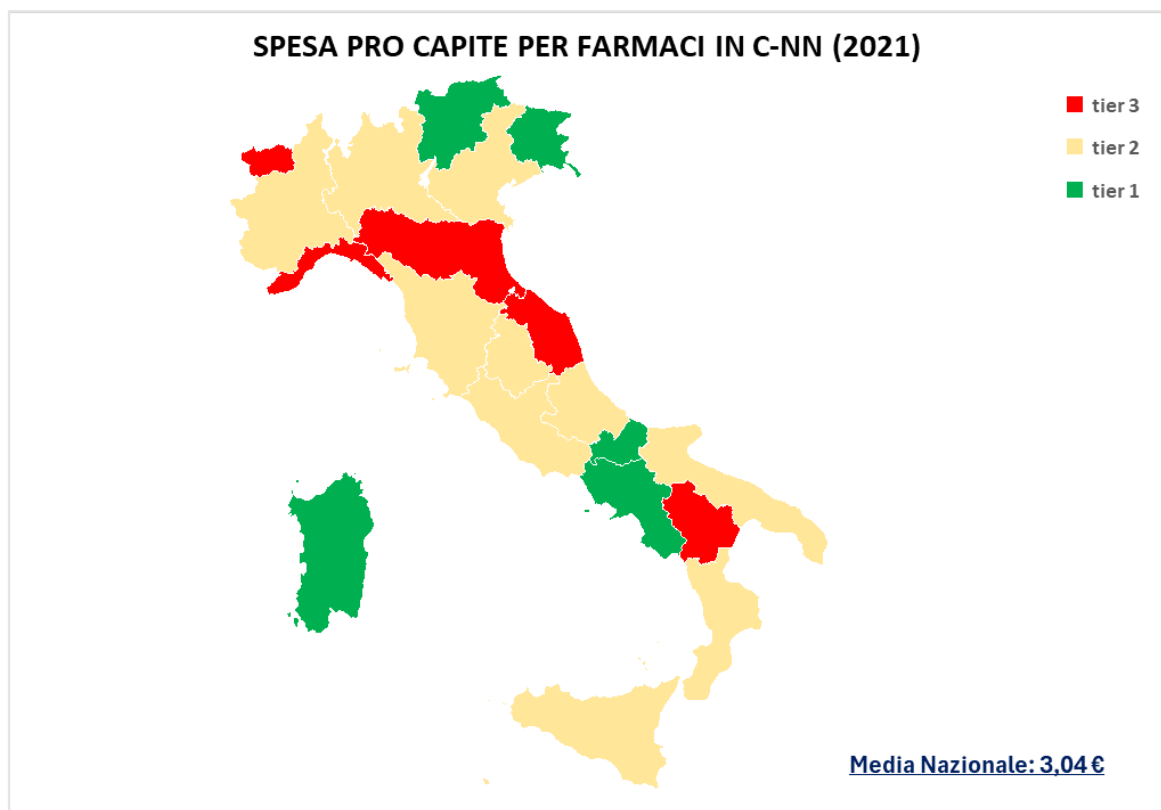 SPESA PRO CAPITE PER FARMACI IN C-NN (2021)
tier 3
tier 2
tier 1
Media Nazionale: 3,04 €